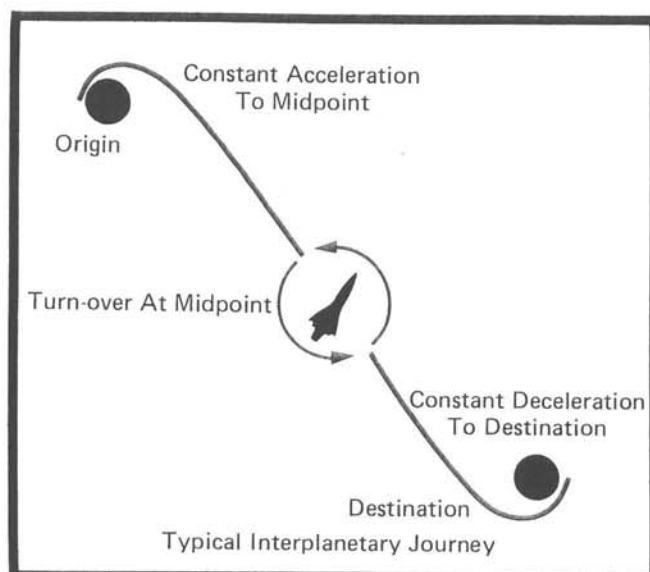 Constant Acceleration
To Midpoint
Origin
Turn-over At Midpoint
Constant Deceleration
To Destination
Destination
Typical Interplanetary Journey